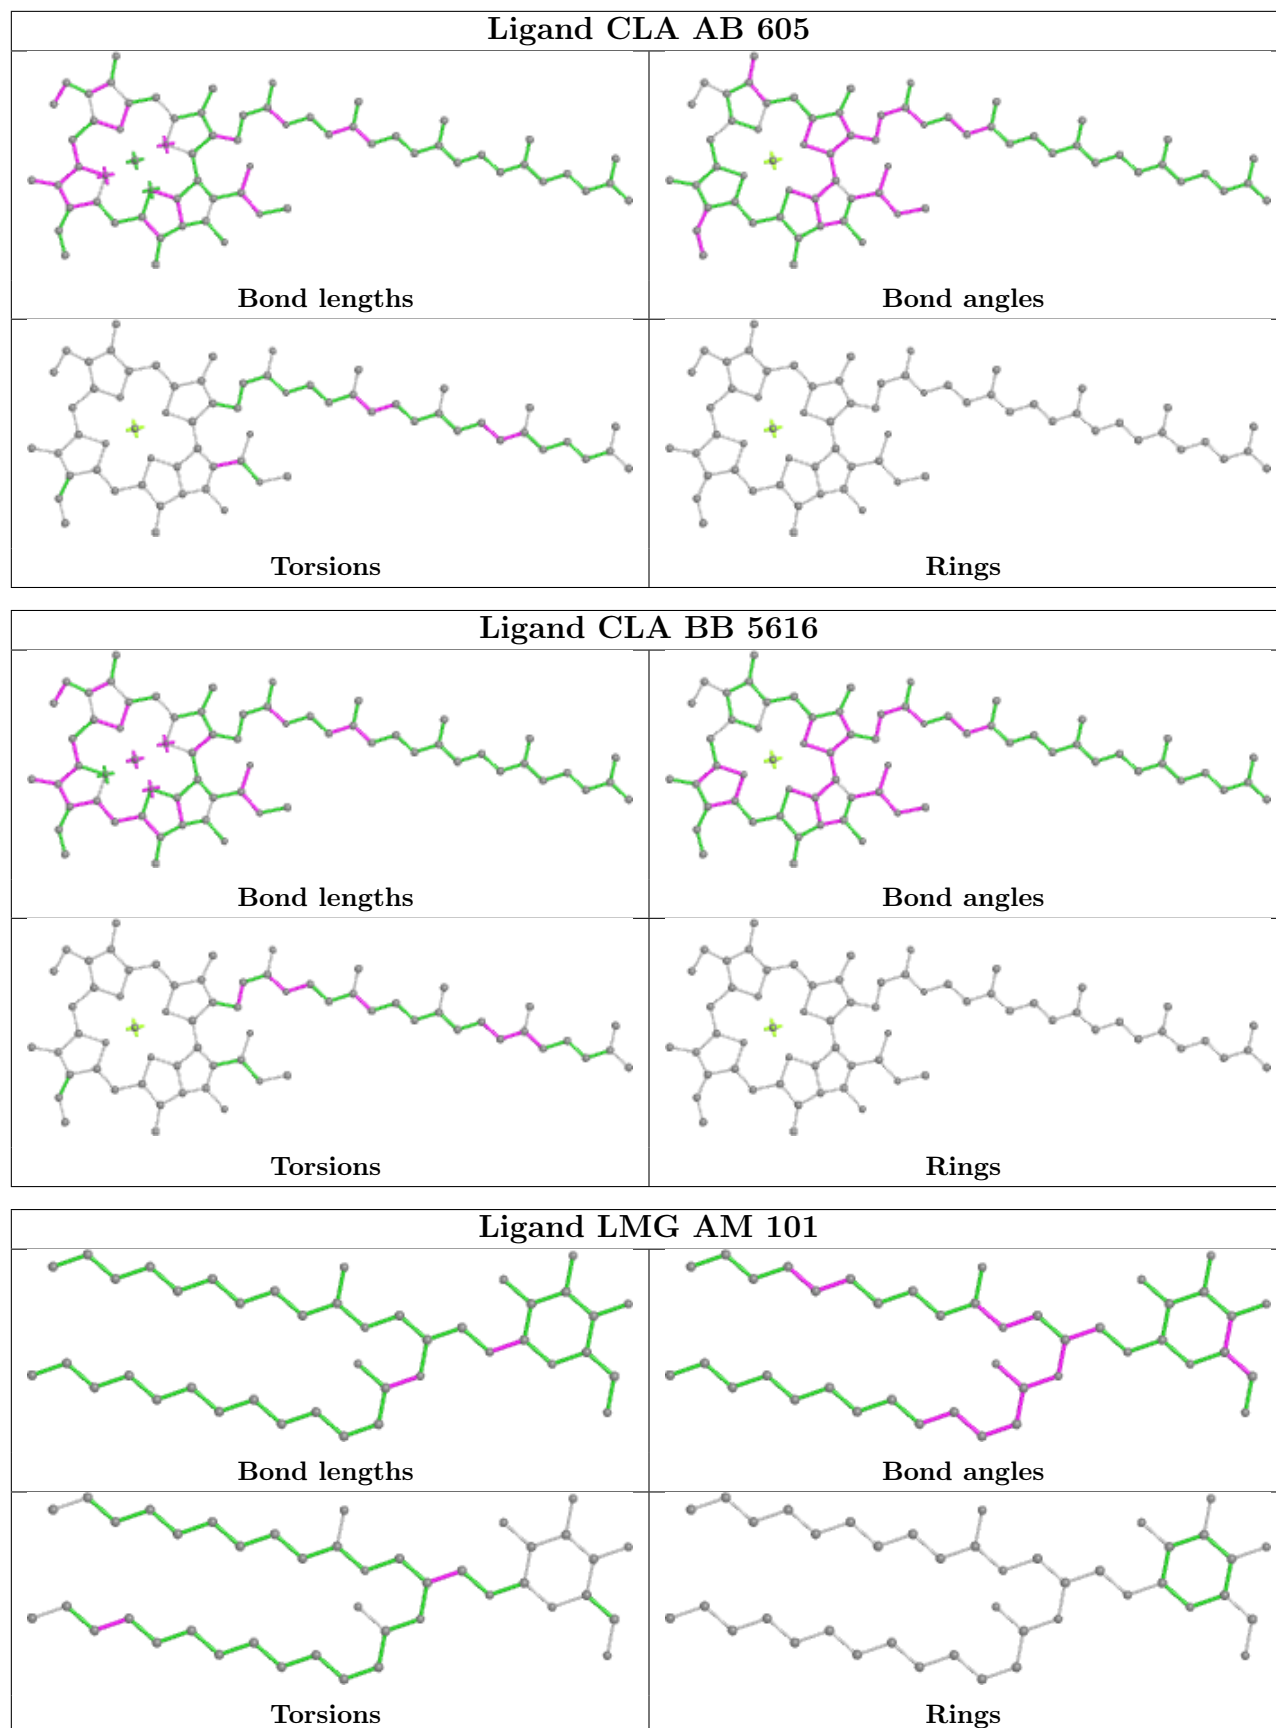 Ligand CLA AB 605
Bond lengths
Bond angles
Torsions
Rings
Ligand CLA BB 5616
Bond lengths
Bond angles
Torsions
Rings
Ligand LMG AM 101
Bond lengths
Bond angles
Torsions
Rings